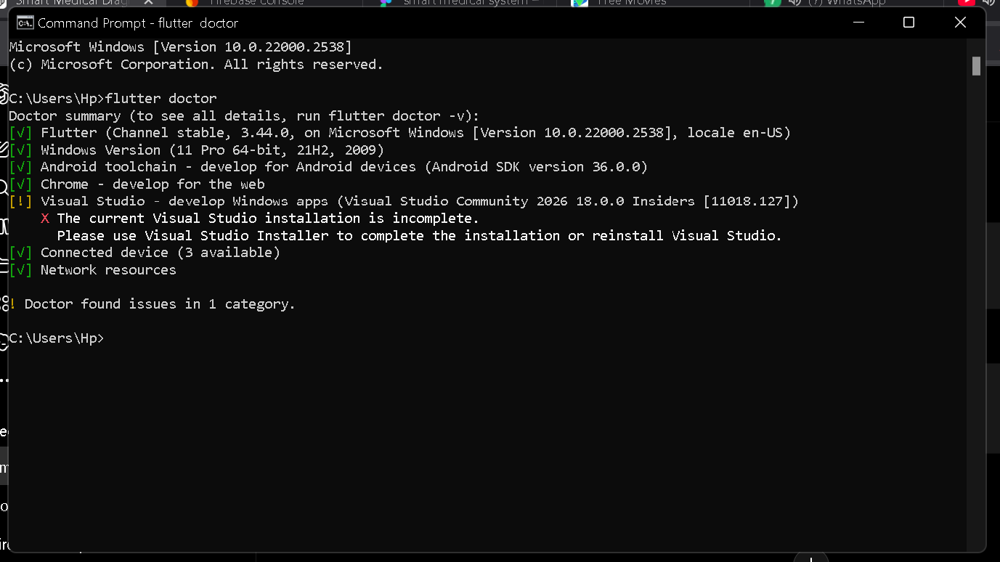 Firebase console
smart medical system –
Free Movies
(7) WhatsApp
Command Prompt - flutter doctor
Microsoft Windows [Version 10.0.22000.2538]
(c) Microsoft Corporation. All rights reserved.
C:\Users\Hp>flutter doctor
Doctor summary (to see all details, run flutter doctor -v):
[√] Flutter (Channel stable, 3.44.0, on Microsoft Windows [Version 10.0.22000.2538], locale en-US)
[√] Windows Version (11 Pro 64-bit, 21H2, 2009)
[√] Android toolchain - develop for Android devices (Android SDK version 36.0.0)
[√] Chrome - develop for the web
[!] Visual Studio - develop Windows apps (Visual Studio Community 2026 18.0.0 Insiders [11018.127])
X The current Visual Studio installation is incomplete.
Please use Visual Studio Installer to complete the installation or reinstall Visual Studio.
[√] Connected device (3 available)
[√] Network resources
! Doctor found issues in 1 category.
C:\Users\Hp>